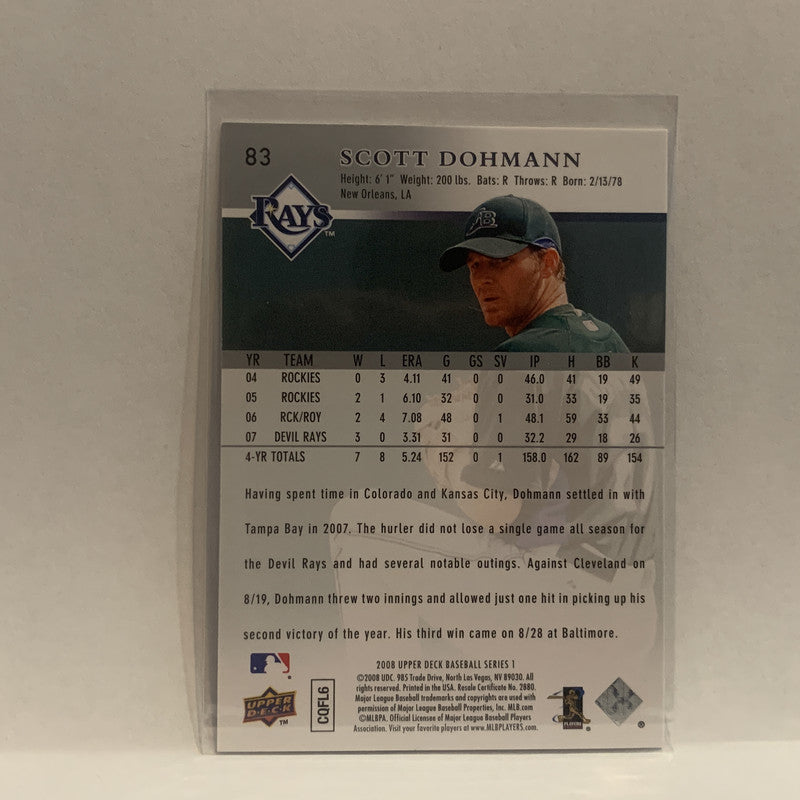 83
SCOTT DOHMANN
Height: 6' 1" Weight: 200 lbs. Bats: R Throws: R Born: 2/13/78
New Orleans, LA
RAYS™
YR TEAM W L ERA G GS SV IP H BB K
04 ROCKIES 0 3 4.11 41 0 0 46.0 41 19 49
05 ROCKIES 2 1 6.10 32 0 0 31.0 33 19 35
06 RCK/ROY 2 4 7.08 48 0 1 48.1 59 33 44
07 DEVIL RAYS 3 0 3.31 31 0 0 32.2 29 18 26
4-YR TOTALS 7 8 5.24 152 0 1 158.0 162 89 154
Having spent time in Colorado and Kansas City, Dohmann settled in with
Tampa Bay in 2007. The hurler did not lose a single game all season for
the Devil Rays and had several notable outings. Against Cleveland on
8/19, Dohmann threw two innings and allowed just one hit in picking up his
second victory of the year. His third win came on 8/28 at Baltimore.
2008 UPPER DECK BASEBALL SERIES 1
©2008 UDC. 985 Trade Drive, North Las Vegas, NV 89030. All
rights reserved. Printed in the USA. Resale Certificate No. 2880.
Major League Baseball trademarks and copyrights are used with
permission of Major League Baseball Properties, Inc. MLB.com
©MLBPA. Official Licensee of Major League Baseball Players
Association. Visit your favorite players at www.MLBPLAYERS.com.
UPPER DECK™
CQFL6
PLAYERS